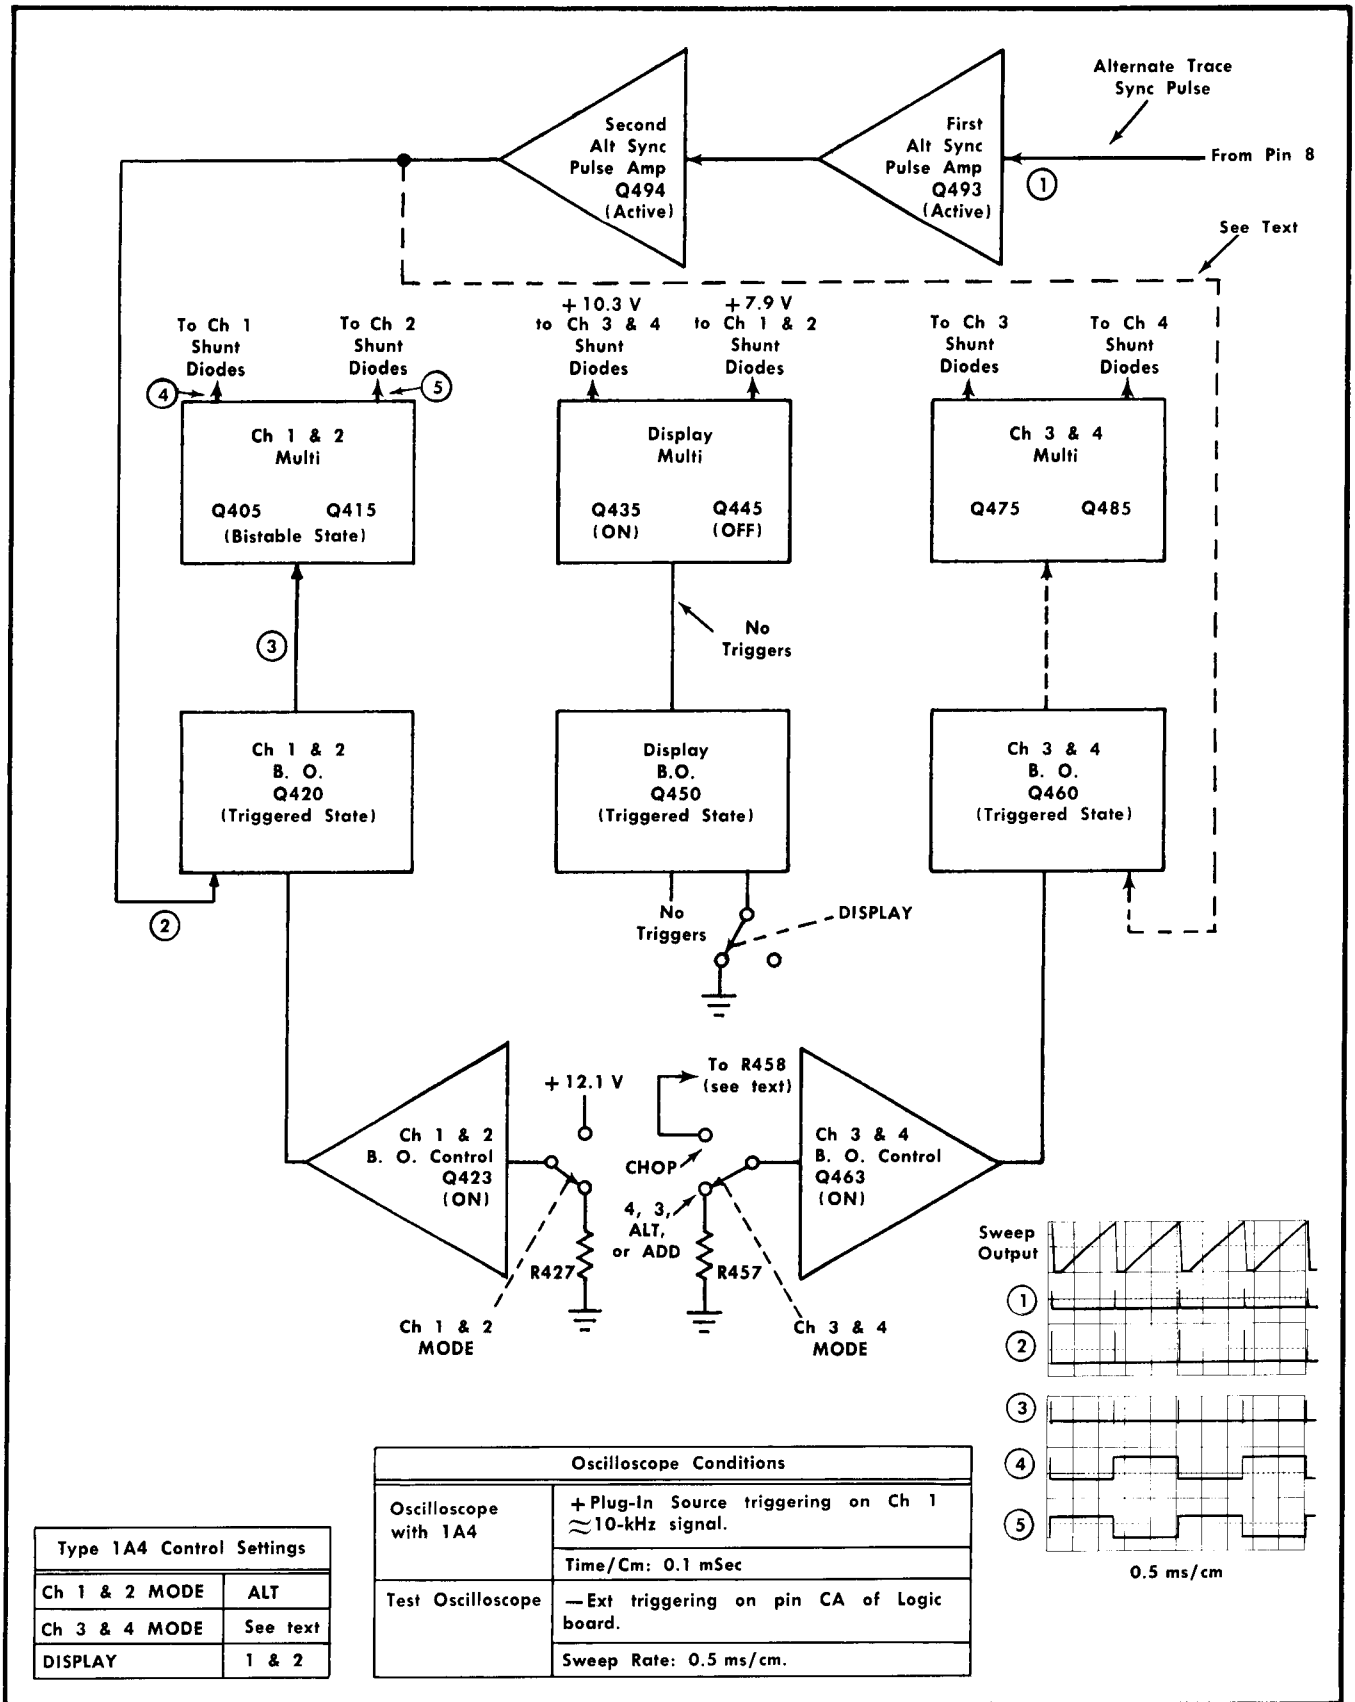 Alternate Trace
Sync Pulse
Second
Alt Sync
Pulse Amp
Q494
(Active)
First
Alt Sync
Pulse Amp
Q493
(Active)
From Pin 8
1
See Text
To Ch 1
Shunt
Diodes
To Ch 2
Shunt
Diodes
+10.3 V
to Ch 3 & 4
Shunt
Diodes
+7.9 V
to Ch 1 & 2
Shunt
Diodes
To Ch 3
Shunt
Diodes
To Ch 4
Shunt
Diodes
4
5
Ch 1 & 2
Multi
Q405 Q415
(Bistable State)
Display
Multi
Q435 Q445
(ON) (OFF)
Ch 3 & 4
Multi
Q475 Q485
3
No
Triggers
Ch 1 & 2
B. O.
Q420
(Triggered State)
Display
B.O.
Q450
(Triggered State)
Ch 3 & 4
B. O.
Q460
(Triggered State)
2
No
Triggers
DISPLAY
+12.1 V
To R458
(see text)
Ch 1 & 2
B. O. Control
Q423
(ON)
CHOP
4, 3,
ALT,
or ADD
Ch 3 & 4
B. O. Control
Q463
(ON)
R427
R457
Ch 1 & 2
MODE
Ch 3 & 4
MODE
Sweep
Output
1
2
3
4
5
0.5 ms/cm
Type 1A4 Control Settings
Ch 1 & 2 MODE ALT
Ch 3 & 4 MODE See text
DISPLAY 1 & 2
Oscilloscope Conditions
Oscilloscope
with 1A4
+Plug-In Source triggering on Ch 1
≈10-kHz signal.
Time/Cm: 0.1 mSec
Test Oscilloscope
—Ext triggering on pin CA of Logic
board.
Sweep Rate: 0.5 ms/cm.